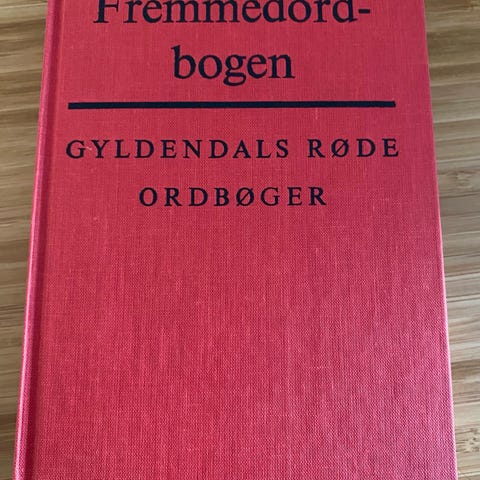 Fremmedord-
bogen
GYLDENDALS RØDE
ORDBØGER